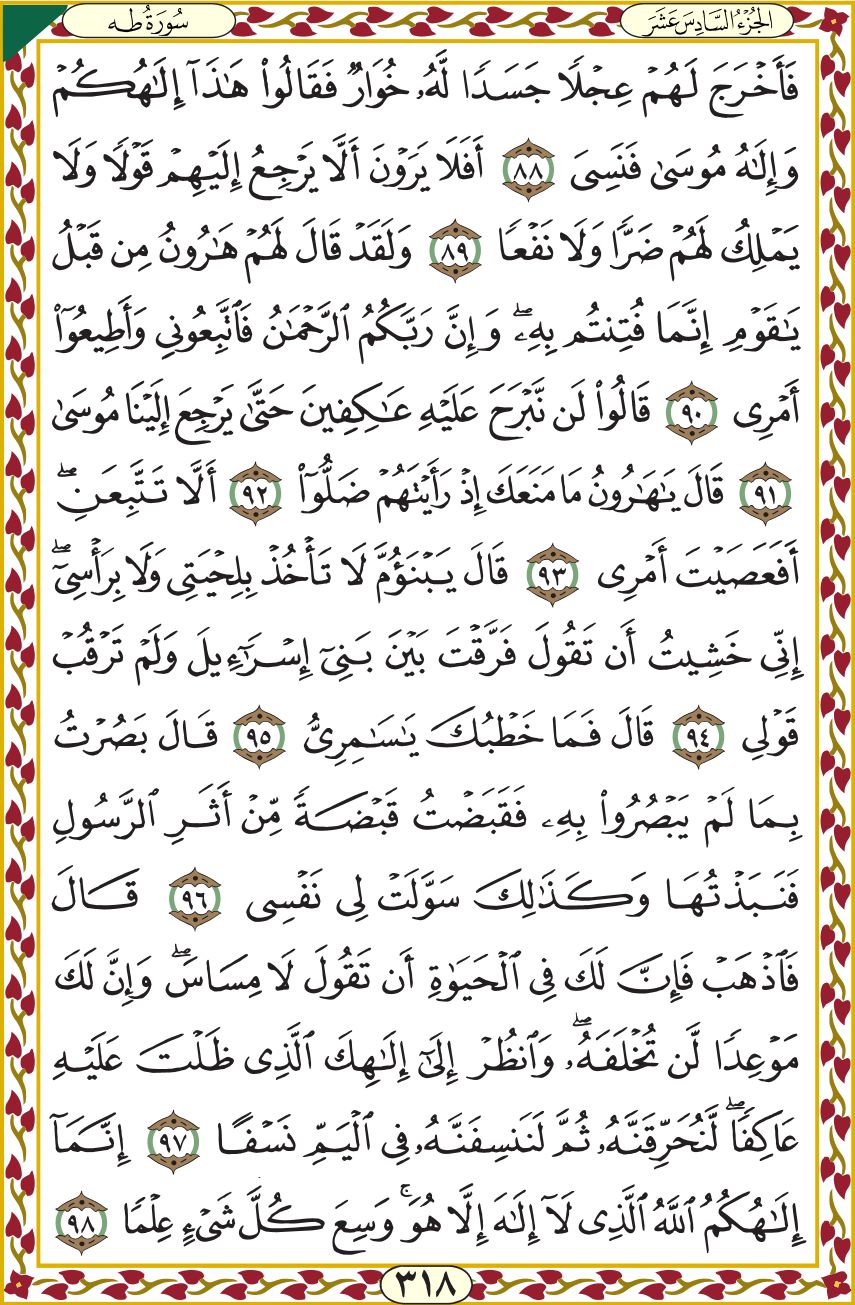 الجُزْءُ السَّادِسَ عَشَرَ سُورَةُ طه
فَأَخْرَجَ لَهُمْ عِجْلًا جَسَدًا لَّهُۥ خُوَارٌ فَقَالُوا۟ هَـٰذَآ إِلَـٰهُكُمْ
وَإِلَـٰهُ مُوسَىٰ فَنَسِىَ ٨٨ أَفَلَا يَرَوْنَ أَلَّا يَرْجِعُ إِلَيْهِمْ قَوْلًا وَلَا
يَمْلِكُ لَهُمْ ضَرًّا وَلَا نَفْعًا ٨٩ وَلَقَدْ قَالَ لَهُمْ هَـٰرُونُ مِن قَبْلُ
يَـٰقَوْمِ إِنَّمَا فُتِنتُم بِهِۦۖ وَإِنَّ رَبَّكُمُ ٱلرَّحْمَـٰنُ فَٱتَّبِعُونِى وَأَطِيعُوٓا۟
أَمْرِى ٩٠ قَالُوا۟ لَن نَّبْرَحَ عَلَيْهِ عَـٰكِفِينَ حَتَّىٰ يَرْجِعَ إِلَيْنَا مُوسَىٰ
٩١ قَالَ يَـٰهَـٰرُونُ مَا مَنَعَكَ إِذْ رَأَيْتَهُمْ ضَلُّوٓا۟ ٩٢ أَلَّا تَتَّبِعَنِۖ
أَفَعَصَيْتَ أَمْرِى ٩٣ قَالَ يَبْنَؤُمَّ لَا تَأْخُذْ بِلِحْيَتِى وَلَا بِرَأْسِىٓۖ
إِنِّى خَشِيتُ أَن تَقُولَ فَرَّقْتَ بَيْنَ بَنِىٓ إِسْرَٰٓءِيلَ وَلَمْ تَرْقُبْ
قَوْلِى ٩٤ قَالَ فَمَا خَطْبُكَ يَـٰسَـٰمِرِىُّ ٩٥ قَالَ بَصُرْتُ
بِمَا لَمْ يَبْصُرُوا۟ بِهِۦ فَقَبَضْتُ قَبْضَةً مِّنْ أَثَرِ ٱلرَّسُولِ
فَنَبَذْتُهَا وَكَذَٰلِكَ سَوَّلَتْ لِى نَفْسِى ٩٦ قَالَ
فَٱذْهَبْ فَإِنَّ لَكَ فِى ٱلْحَيَوٰةِ أَن تَقُولَ لَا مِسَاسَۖ وَإِنَّ لَكَ
مَوْعِدًا لَّن تُخْلَفَهُۥۖ وَٱنظُرْ إِلَىٰٓ إِلَـٰهِكَ ٱلَّذِى ظَلْتَ عَلَيْهِ
عَاكِفًاۖ لَّنُحَرِّقَنَّهُۥ ثُمَّ لَنَنسِفَنَّهُۥ فِى ٱلْيَمِّ نَسْفًا ٩٧ إِنَّمَآ
إِلَـٰهُكُمُ ٱللَّهُ ٱلَّذِى لَآ إِلَـٰهَ إِلَّا هُوَۚ وَسِعَ كُلَّ شَىْءٍ عِلْمًا ٩٨
٣١٨